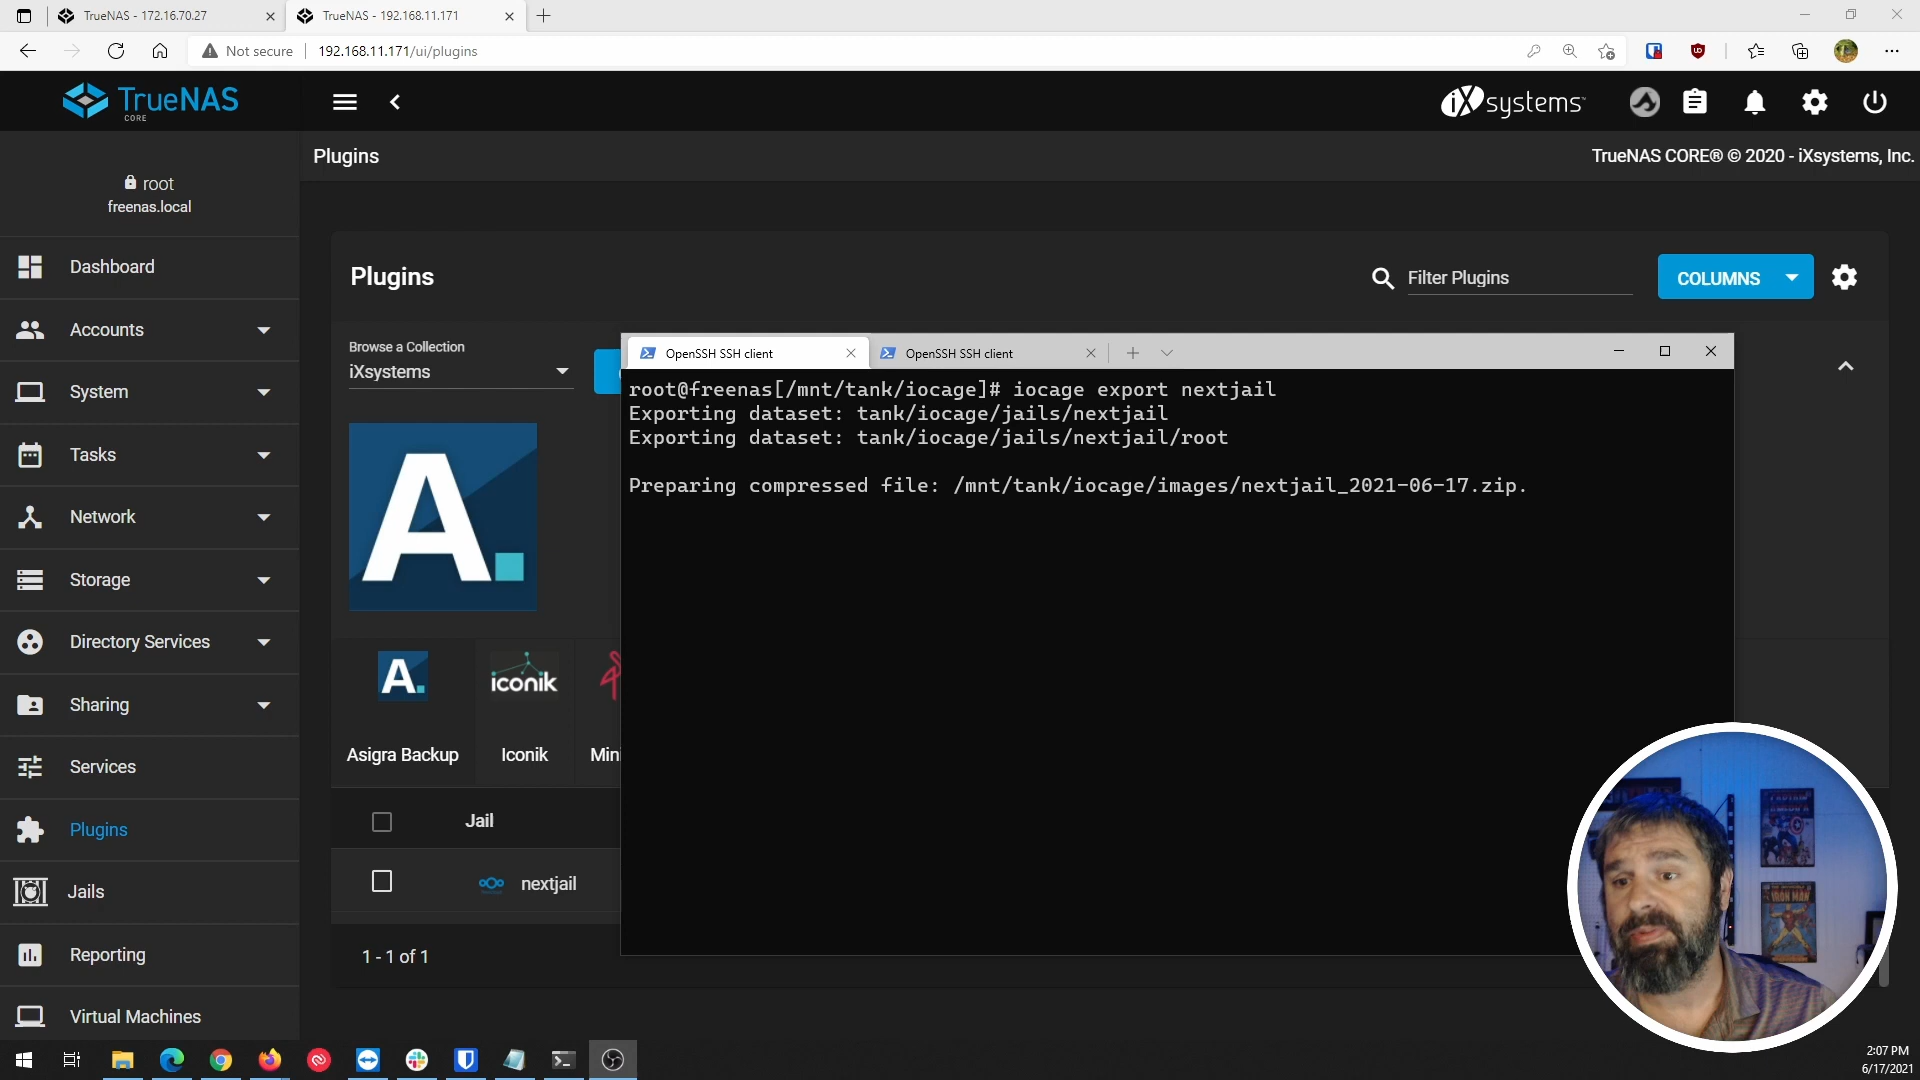 TrueNAS - 172.16.70.27
TrueNAS - 192.168.11.171
Not secure
192.168.11.171/ui/plugins
TrueNAS
CORE
iXsystems
root
freenas.local
Plugins
TrueNAS CORE® © 2020 - iXsystems, Inc.
Dashboard
Accounts
System
Tasks
Network
Storage
Directory Services
Sharing
Services
Plugins
Jails
Reporting
Virtual Machines
Plugins
Filter Plugins
COLUMNS
Browse a Collection
iXsystems
A.
A.
iconik
Asigra Backup
Iconik
Mini
Jail
nextjail
1 - 1 of 1
OpenSSH SSH client
OpenSSH SSH client
root@freenas[/mnt/tank/iocage]# iocage export nextjail
Exporting dataset: tank/iocage/jails/nextjail
Exporting dataset: tank/iocage/jails/nextjail/root
Preparing compressed file: /mnt/tank/iocage/images/nextjail_2021-06-17.zip.
IRON MAN
2:07 PM
6/17/2021